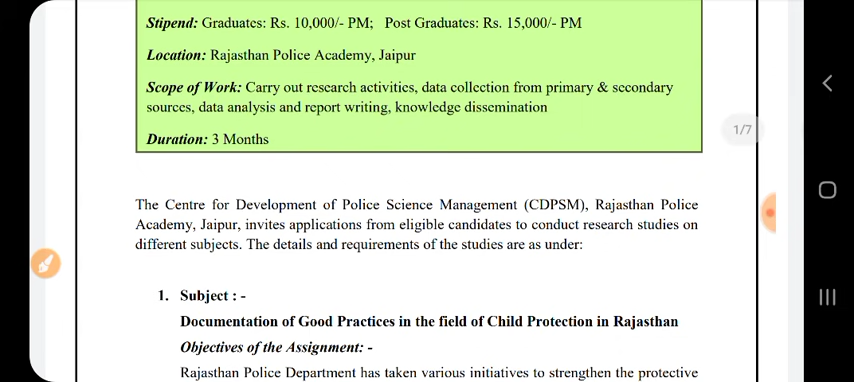 Stipend: Graduates: Rs. 10,000/- PM; Post Graduates: Rs. 15,000/- PM
Location: Rajasthan Police Academy, Jaipur
Scope of Work: Carry out research activities, data collection from primary & secondary
sources, data analysis and report writing, knowledge dissemination
Duration: 3 Months
1/7
The Centre for Development of Police Science Management (CDPSM), Rajasthan Police
Academy, Jaipur, invites applications from eligible candidates to conduct research studies on
different subjects. The details and requirements of the studies are as under:
1. Subject : -
Documentation of Good Practices in the field of Child Protection in Rajasthan
Objectives of the Assignment: -
Rajasthan Police Department has taken various initiatives to strengthen the protective